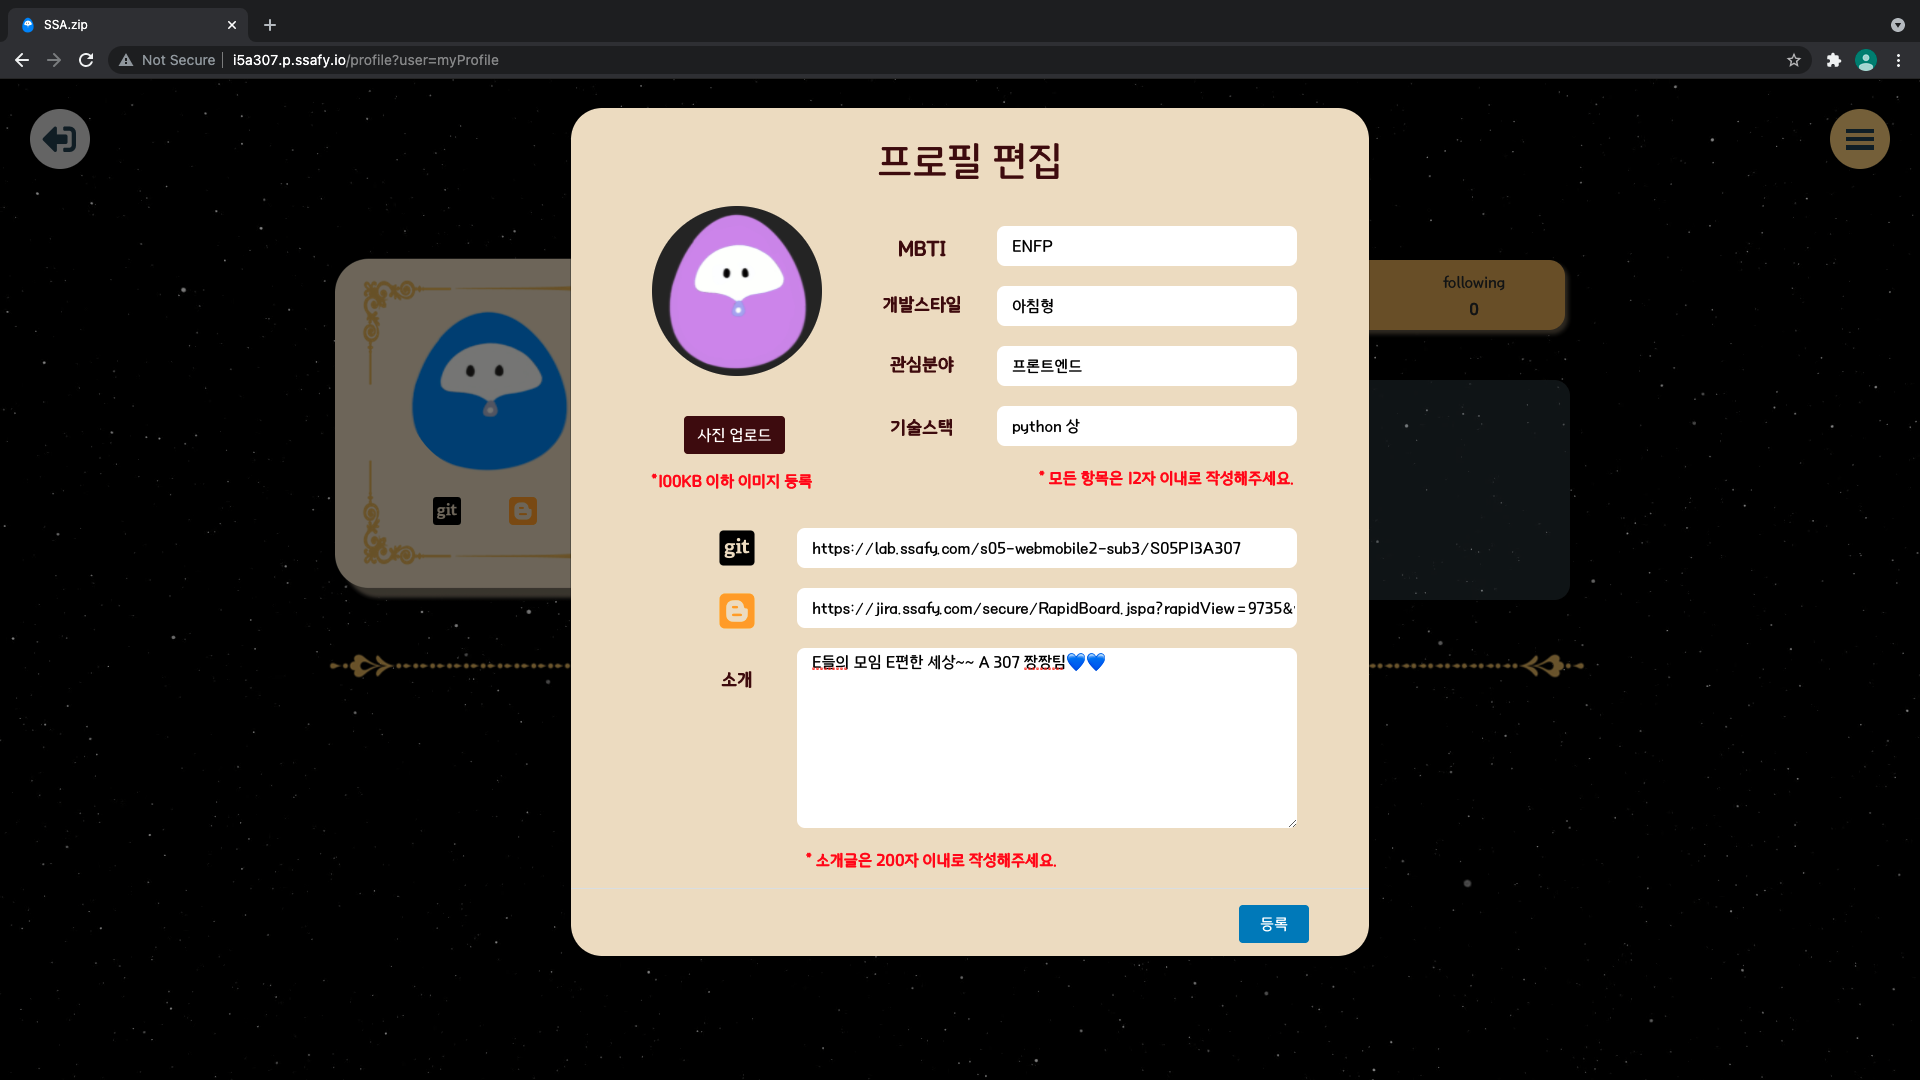 SSA.zip
Not Secure i5a307.p.ssafy.io/profile?user=myProfile
프로필 편집
MBTI ENFP
개발스타일 아침형
관심분야 프론트엔드
기술스택 python 상
사진 업로드
*100KB 이하 이미지 등록
* 모든 항목은 12자 이내로 작성해주세요.
git https://lab.ssafy.com/s05-webmobile2-sub3/S05P13A307
https://jira.ssafy.com/secure/RapidBoard.jspa?rapidView=9735&
소개 E들의 모임 E편한 세상~~ A 307 짱짱팀💙💙
* 소개글은 200자 이내로 작성해주세요.
등록
git
following
0